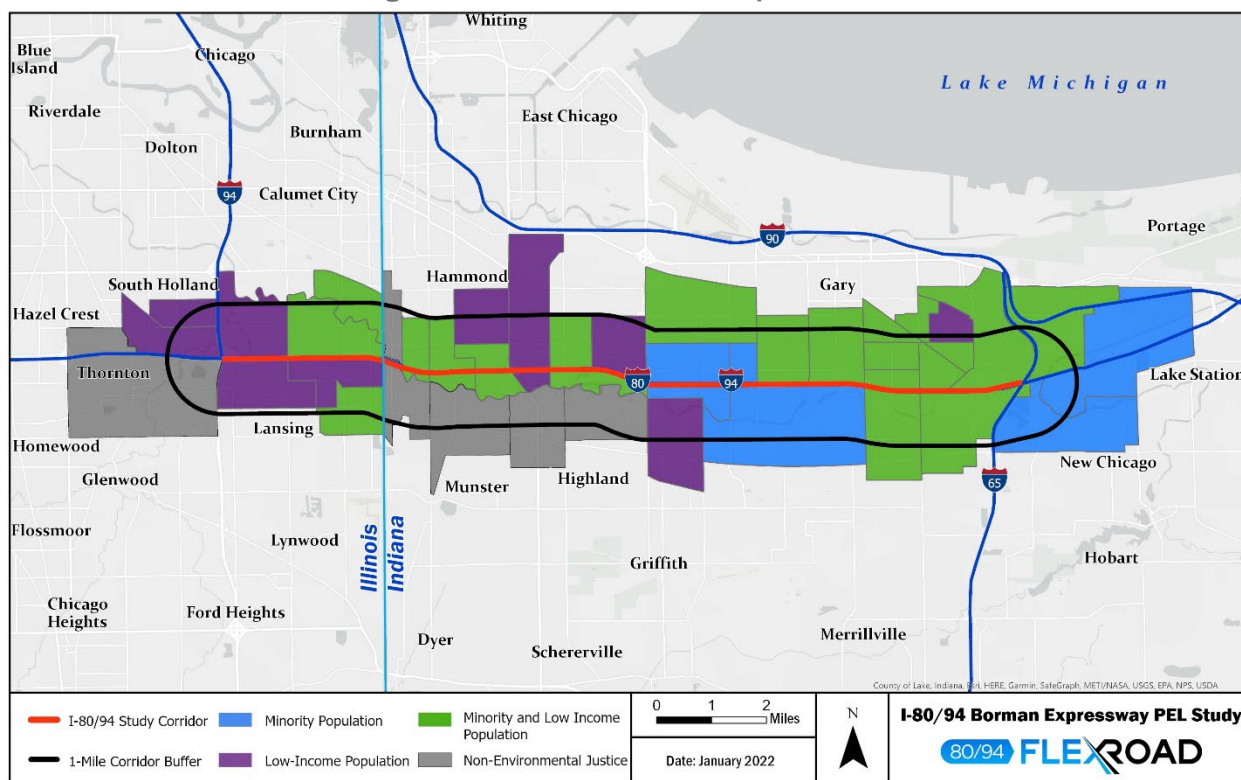 Whiting
Chicago
Blue
Island
Lake Michigan
Riverdale
East Chicago
Burnham
Dolton
94
Calumet City
Portage
90
South Holland
Hammond
Gary
Hazel Crest
Thornton
80
94
Lake Station
Lansing
Homewood
New Chicago
Glenwood
Munster
Highland
65
Flossmoor
Lynwood
Illinois
Indiana
Griffith
Hobart
Chicago
Heights
Ford Heights
Dyer
Schererville
Merrillville
County of Lake, Indiana, Esri, HERE, Garmin, SafeGraph, METI/NASA, USGS, EPA, NPS, USDA
I-80/94 Study Corridor
Minority Population
Minority and Low Income
Population
1-Mile Corridor Buffer
Low-Income Population
Non-Environmental Justice
0 1 2
Miles
Date: January 2022
N
I-80/94 Borman Expressway PEL Study
80/94 FLEXROAD